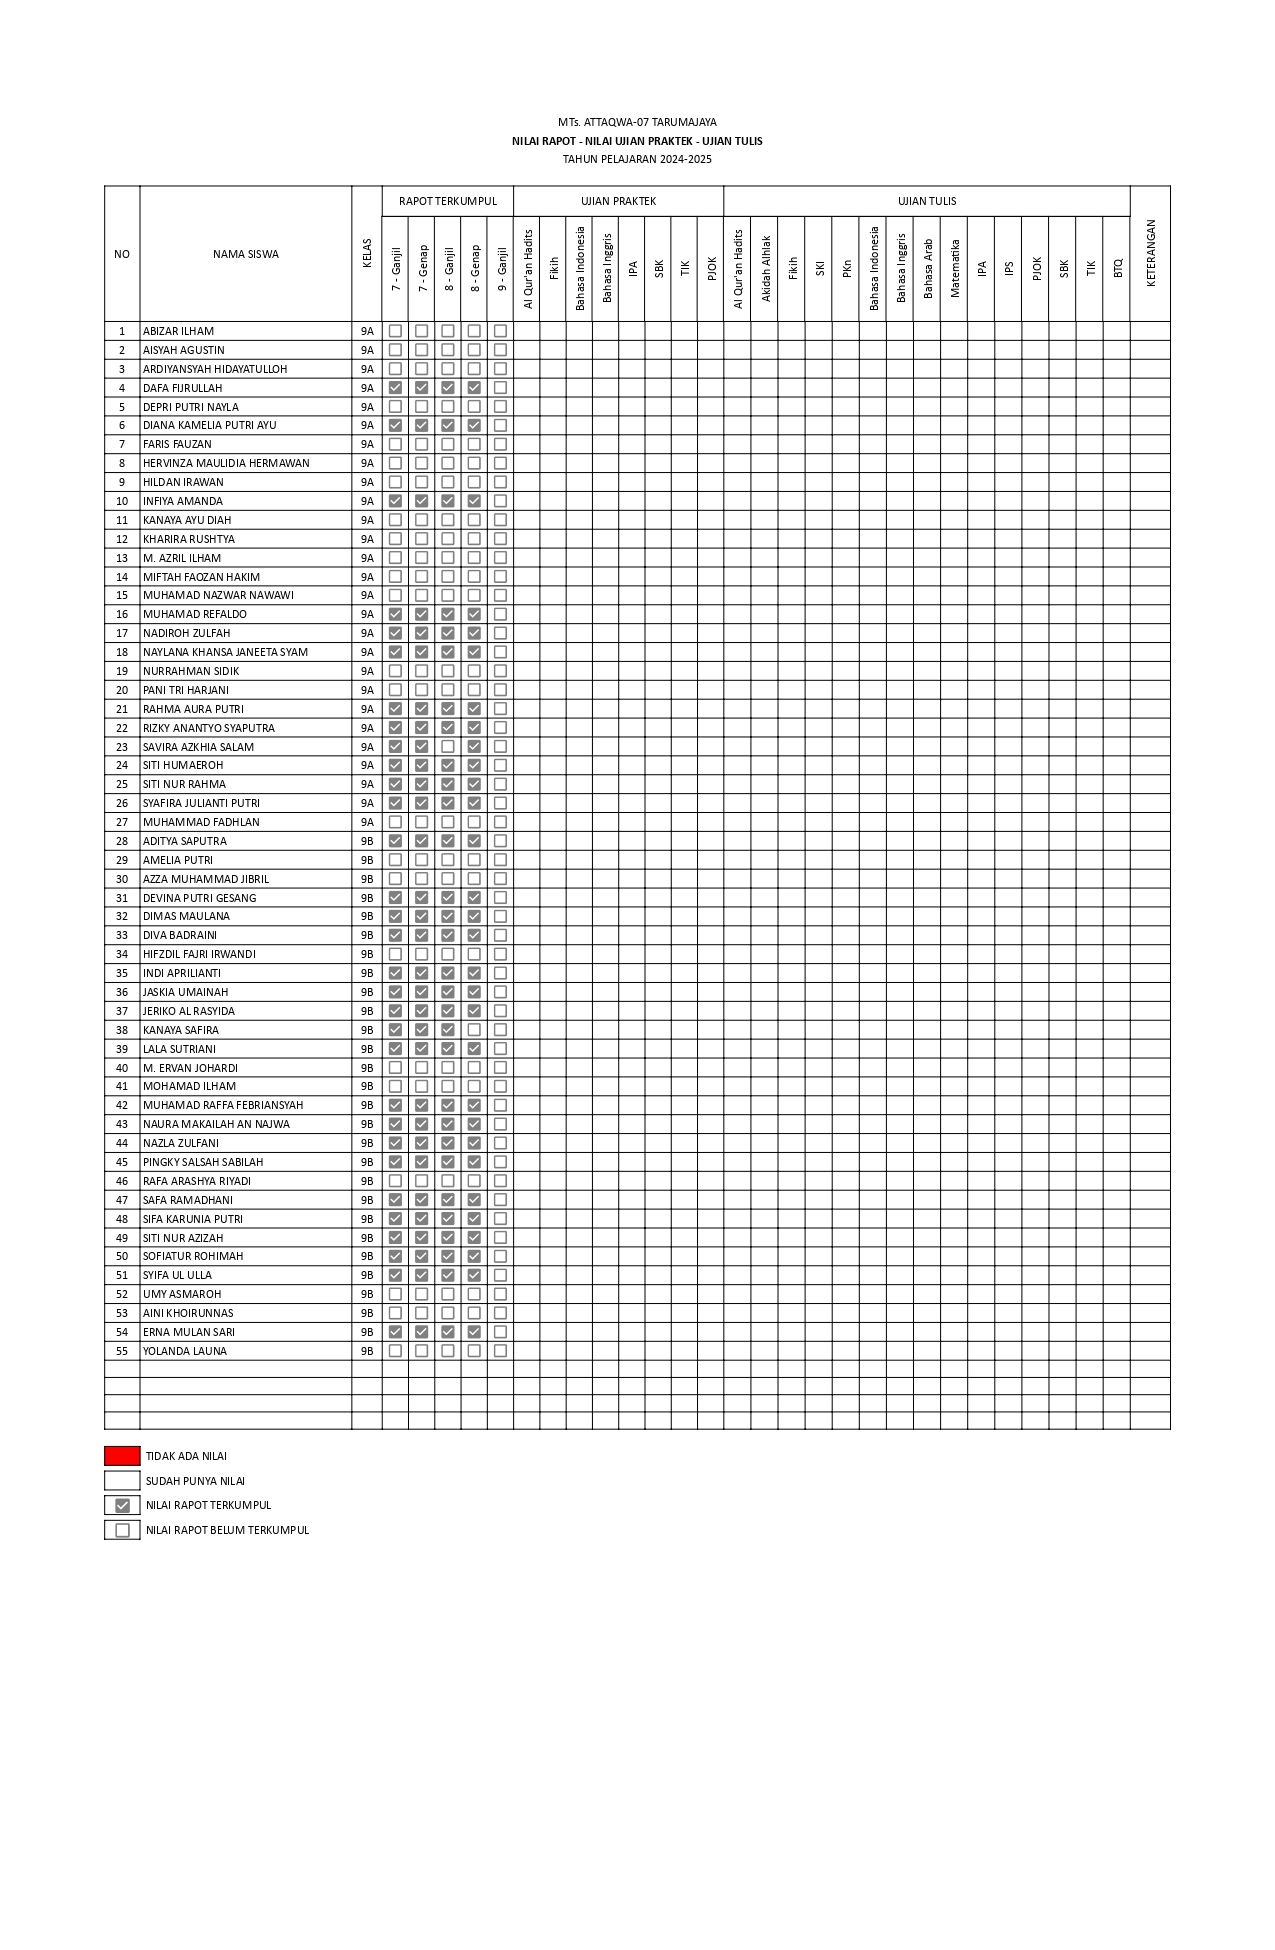 MTs. ATTAQWA-07 TARUMAJAYA
NILAI RAPOT - NILAI UJIAN PRAKTEK - UJIAN TULIS
TAHUN PELAJARAN 2024-2025
NO NAMA SISWA KELAS RAPOT TERKUMPUL UJIAN PRAKTEK UJIAN TULIS KETERANGAN
7 - Ganjil 7 - Genap 8 - Ganjil 8 - Genap 9 - Ganjil Al Qur'an Hadits Fikih Bahasa Indonesia Bahasa Inggris IPA SBK TIK PJOK Al Qur'an Hadits Akidah Alhlak Fikih SKI PKn Bahasa Indonesia Bahasa Inggris Bahasa Arab Matematika IPA IPS PJOK SBK TIK BTQ
1 ABIZAR ILHAM 9A
2 AISYAH AGUSTIN 9A
3 ARDIYANSYAH HIDAYATULLOH 9A
4 DAFA FIJRULLAH 9A
5 DEPRI PUTRI NAYLA 9A
6 DIANA KAMELIA PUTRI AYU 9A
7 FARIS FAUZAN 9A
8 HERVINZA MAULIDIA HERMAWAN 9A
9 HILDAN IRAWAN 9A
10 INFIYA AMANDA 9A
11 KANAYA AYU DIAH 9A
12 KHARIRA RUSHTYA 9A
13 M. AZRIL ILHAM 9A
14 MIFTAH FAOZAN HAKIM 9A
15 MUHAMAD NAZWAR NAWAWI 9A
16 MUHAMAD REFALDO 9A
17 NADIROH ZULFAH 9A
18 NAYLANA KHANSA JANEETA SYAM 9A
19 NURRAHMAN SIDIK 9A
20 PANI TRI HARJANI 9A
21 RAHMA AURA PUTRI 9A
22 RIZKY ANANTYO SYAPUTRA 9A
23 SAVIRA AZKHIA SALAM 9A
24 SITI HUMAEROH 9A
25 SITI NUR RAHMA 9A
26 SYAFIRA JULIANTI PUTRI 9A
27 MUHAMMAD FADHLAN 9A
28 ADITYA SAPUTRA 9B
29 AMELIA PUTRI 9B
30 AZZA MUHAMMAD JIBRIL 9B
31 DEVINA PUTRI GESANG 9B
32 DIMAS MAULANA 9B
33 DIVA BADRAINI 9B
34 HIFZDIL FAJRI IRWANDI 9B
35 INDI APRILIANTI 9B
36 JASKIA UMAINAH 9B
37 JERIKO AL RASYIDA 9B
38 KANAYA SAFIRA 9B
39 LALA SUTRIANI 9B
40 M. ERVAN JOHARDI 9B
41 MOHAMAD ILHAM 9B
42 MUHAMAD RAFFA FEBRIANSYAH 9B
43 NAURA MAKAILAH AN NAJWA 9B
44 NAZLA ZULFANI 9B
45 PINGKY SALSAH SABILAH 9B
46 RAFA ARASHYA RIYADI 9B
47 SAFA RAMADHANI 9B
48 SIFA KARUNIA PUTRI 9B
49 SITI NUR AZIZAH 9B
50 SOFIATUR ROHIMAH 9B
51 SYIFA UL ULLA 9B
52 UMY ASMAROH 9B
53 AINI KHOIRUNNAS 9B
54 ERNA MULAN SARI 9B
55 YOLANDA LAUNA 9B
TIDAK ADA NILAI
SUDAH PUNYA NILAI
NILAI RAPOT TERKUMPUL
NILAI RAPOT BELUM TERKUMPUL